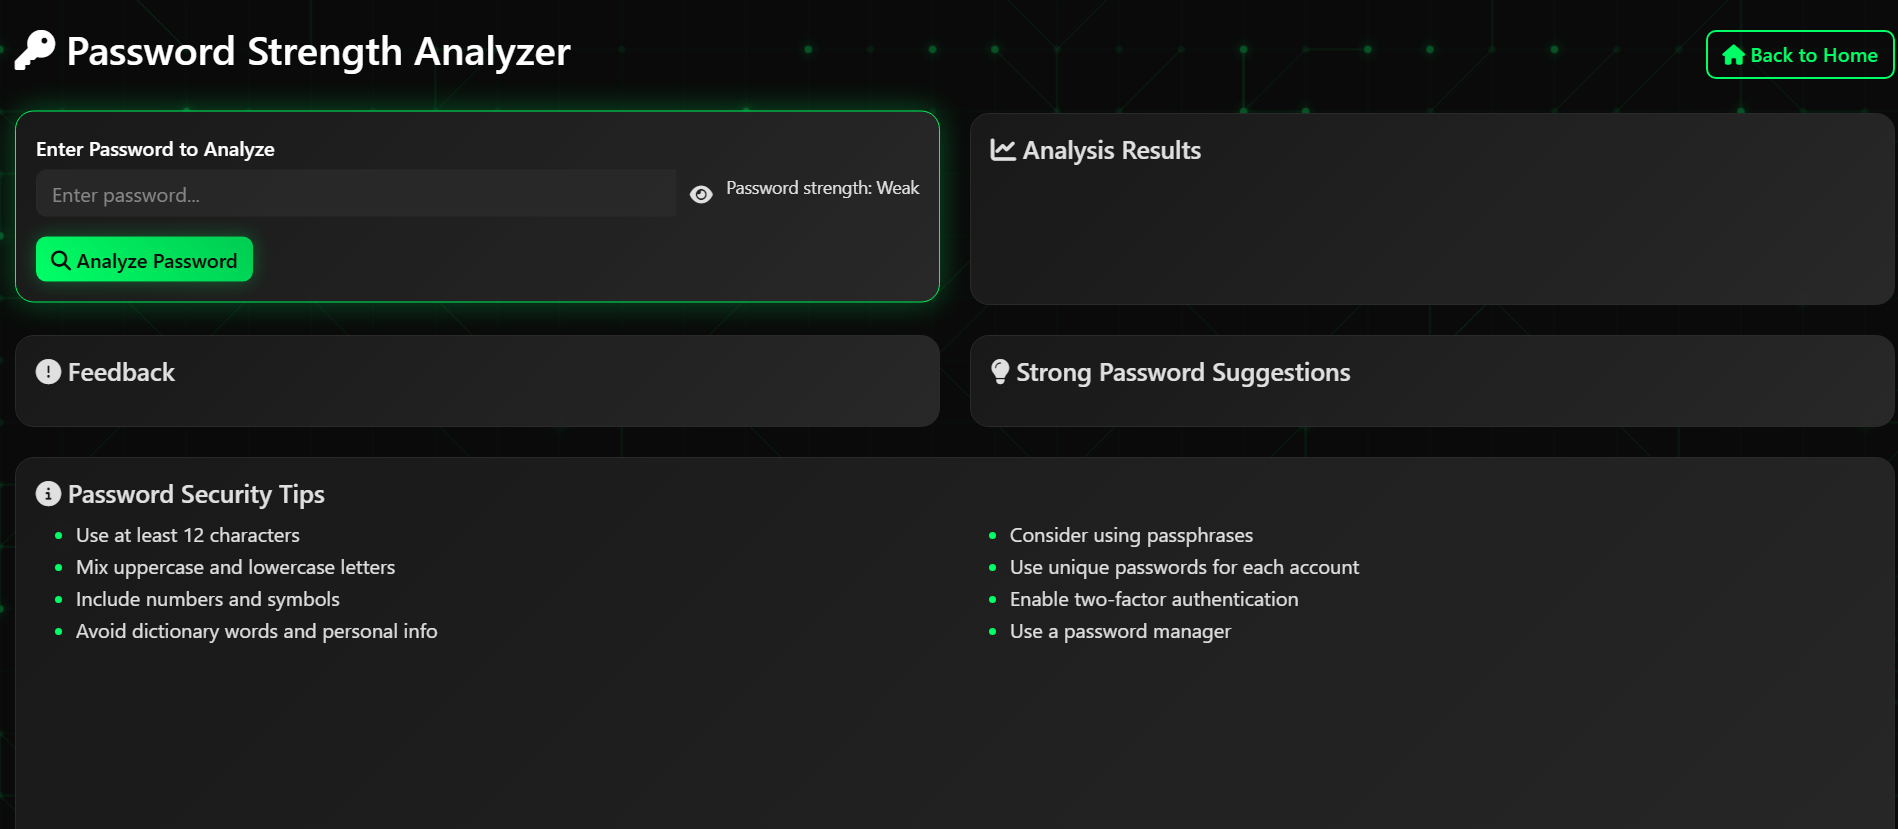 Password Strength Analyzer
Back to Home
Enter Password to Analyze
Enter password...
Password strength: Weak
Analyze Password
Analysis Results
Feedback
Strong Password Suggestions
Password Security Tips
Use at least 12 characters
Mix uppercase and lowercase letters
Include numbers and symbols
Avoid dictionary words and personal info
Consider using passphrases
Use unique passwords for each account
Enable two-factor authentication
Use a password manager